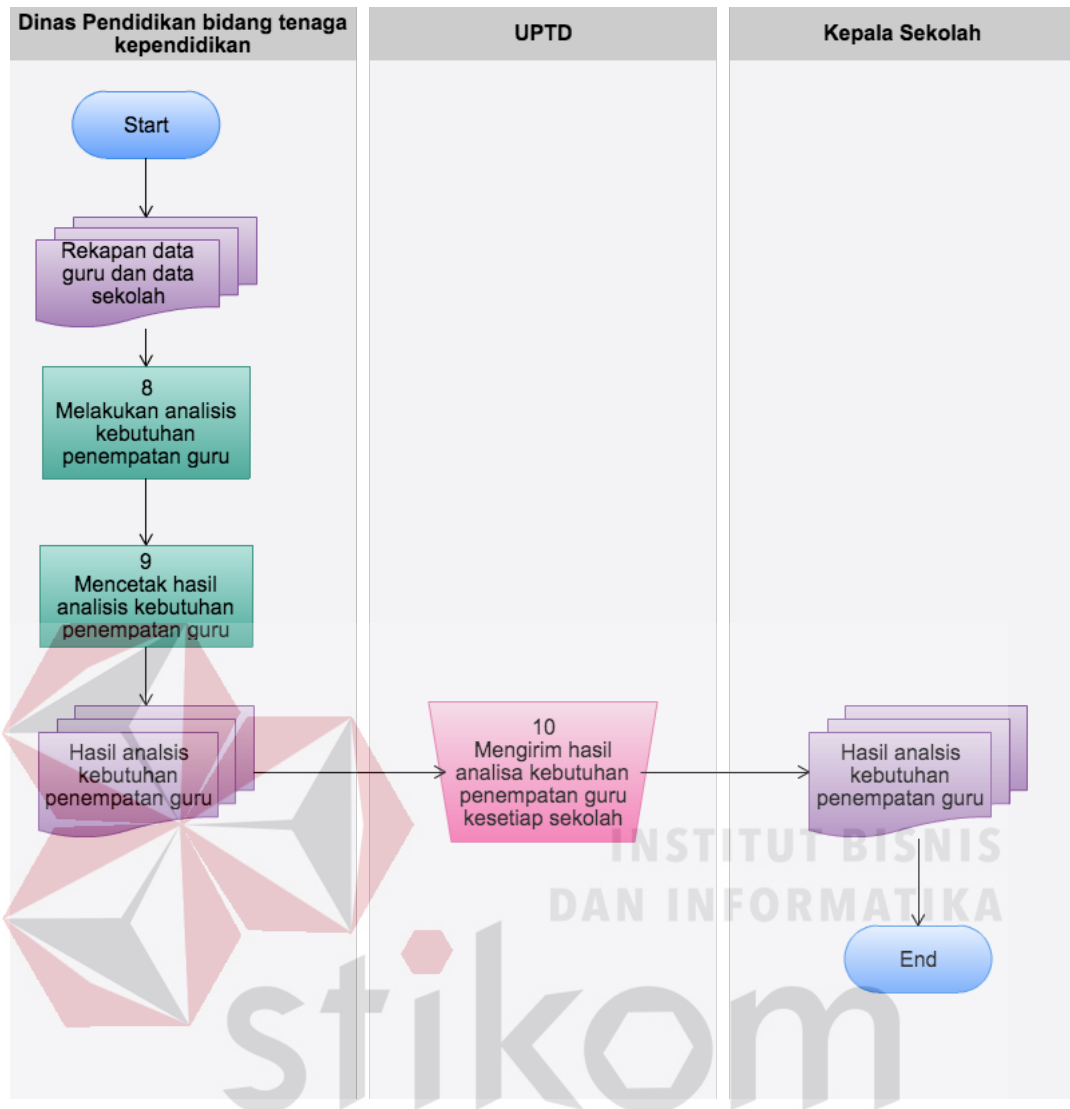 Dinas Pendidikan bidang tenaga
kependidikan
UPTD
Kepala Sekolah
Start
Rekapan data
guru dan data
sekolah
8
Melakukan analisis
kebutuhan
penempatan guru
9
Mencetak hasil
analisis kebutuhan
penempatan guru
Hasil analsis
kebutuhan
penempatan guru
10
Mengirim hasil
analisa kebutuhan
penempatan guru
kesetiap sekolah
Hasil analsis
kebutuhan
penempatan guru
End
INSTITUT BISNIS
DAN INFORMATIKA
stikom